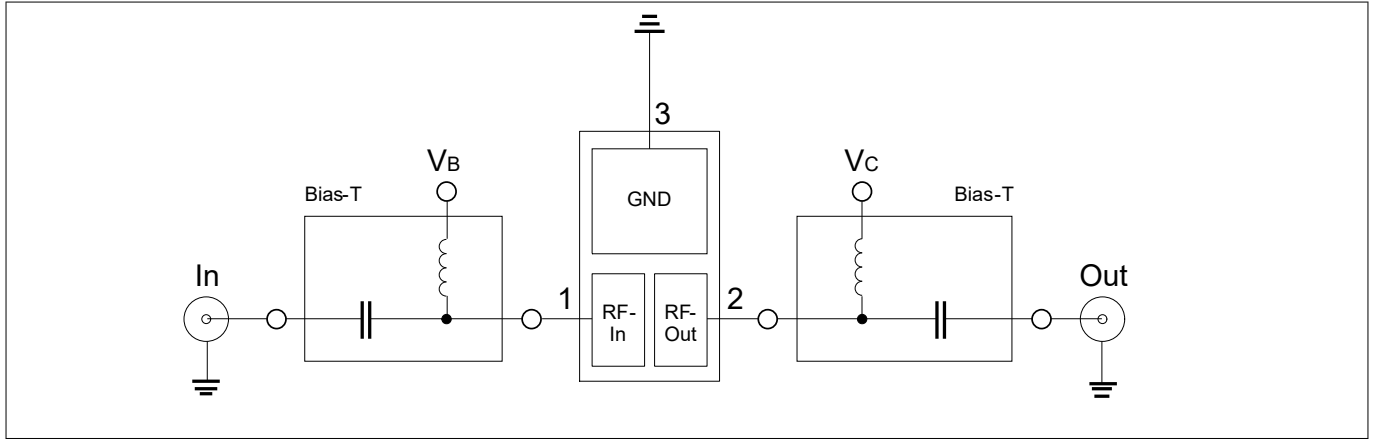 3
VB
VC
Bias-T
Bias-T
GND
In
Out
1
2
RF-
In
RF-
Out